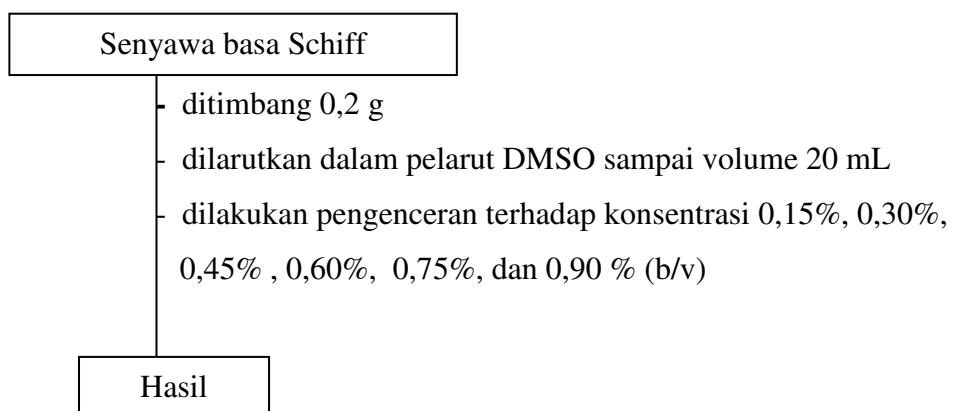 Senyawa basa Schiff
- ditimbang 0,2 g
- dilarutkan dalam pelarut DMSO sampai volume 20 mL
- dilakukan pengenceran terhadap konsentrasi 0,15%, 0,30%,
0,45% , 0,60%, 0,75%, dan 0,90 % (b/v)
Hasil